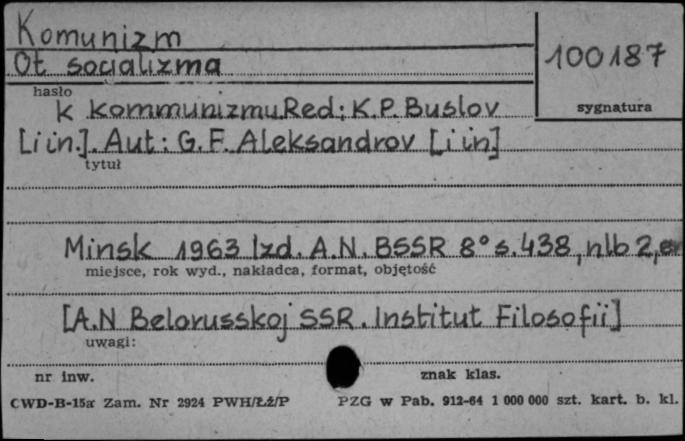 Komunizm
100187
Ot socializma
hasło
k kommunizmu. Red: K.P. Buslov
sygnatura
[i in.]. Aut: G.F. Aleksandrov [i in]
tytuł
Minsk 1963 Izd. A.N. BSSR 8° s. 438, nlb 2,
miejsce, rok wyd., nakładca, format, objętość
[A.N Belorusskoj SSR. Institut Filosofii]
uwagi:
nr inw.
znak klas.
CWD-B-15a Zam. Nr 2924 PWH/Łż/P
PZG w Pab. 912-64 1 000 000 szt. kart. b. kl.